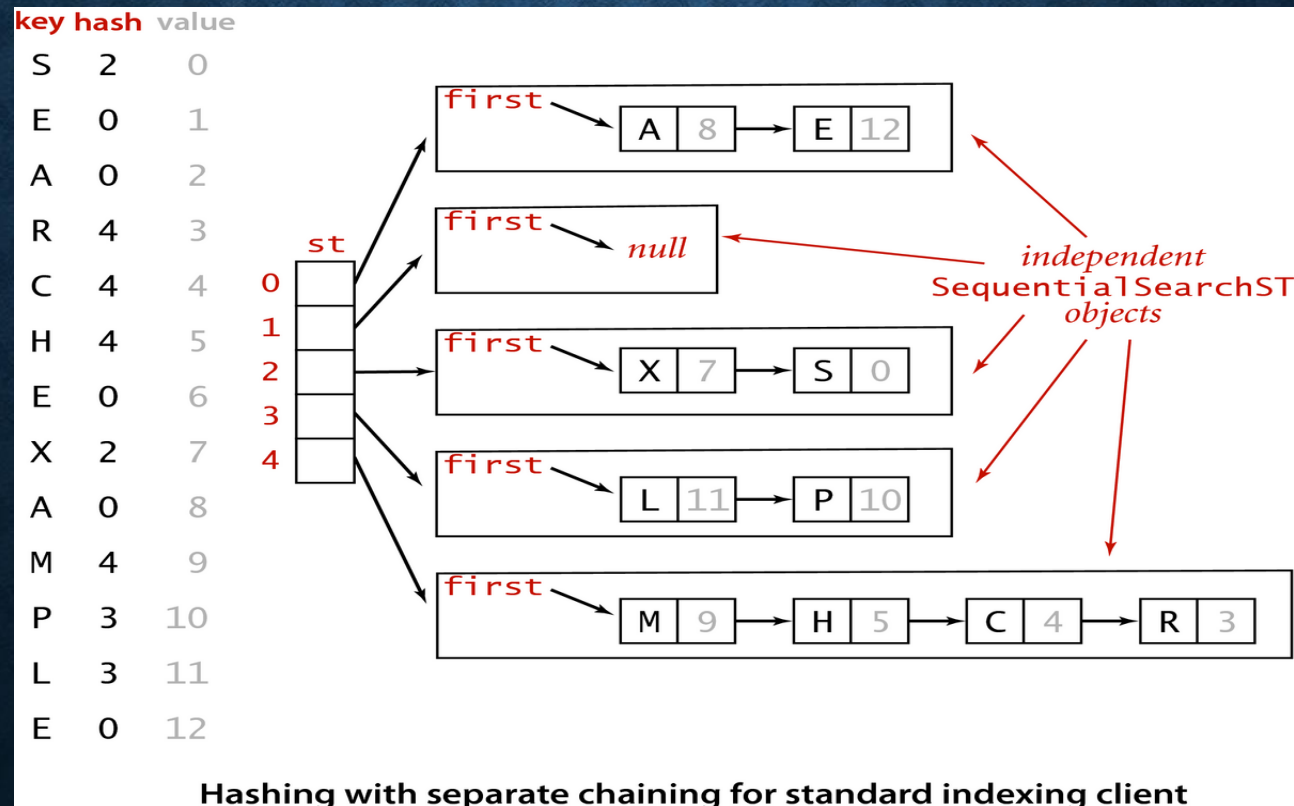 key hash value
S 2 0
E 0 1
A 0 2
R 4 3
C 4 4
H 4 5
E 0 6
X 2 7
A 0 8
M 4 9
P 3 10
L 3 11
E 0 12
st
0
1
2
3
4
first
A 8 E 12
first
null
first
X 7 S 0
first
L 11 P 10
first
M 9 H 5 C 4 R 3
independent
SequentialSearchST
objects
Hashing with separate chaining for standard indexing client